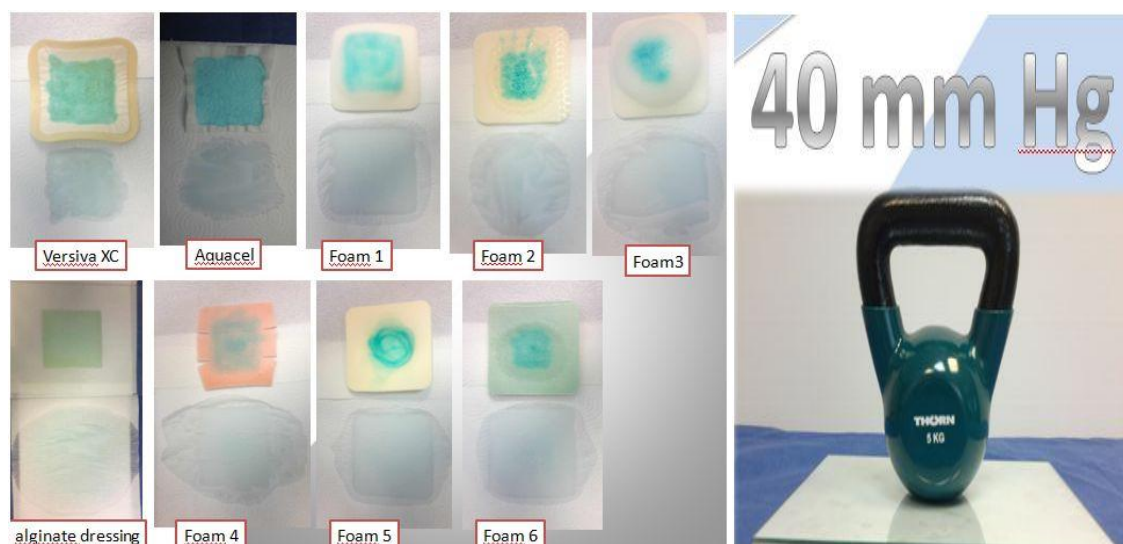 Versiva XC
Aquacel
Foam 1
Foam 2
Foam3
alginate dressing
Foam 4
Foam 5
Foam 6
40 mm Hg
THORN
5 KG